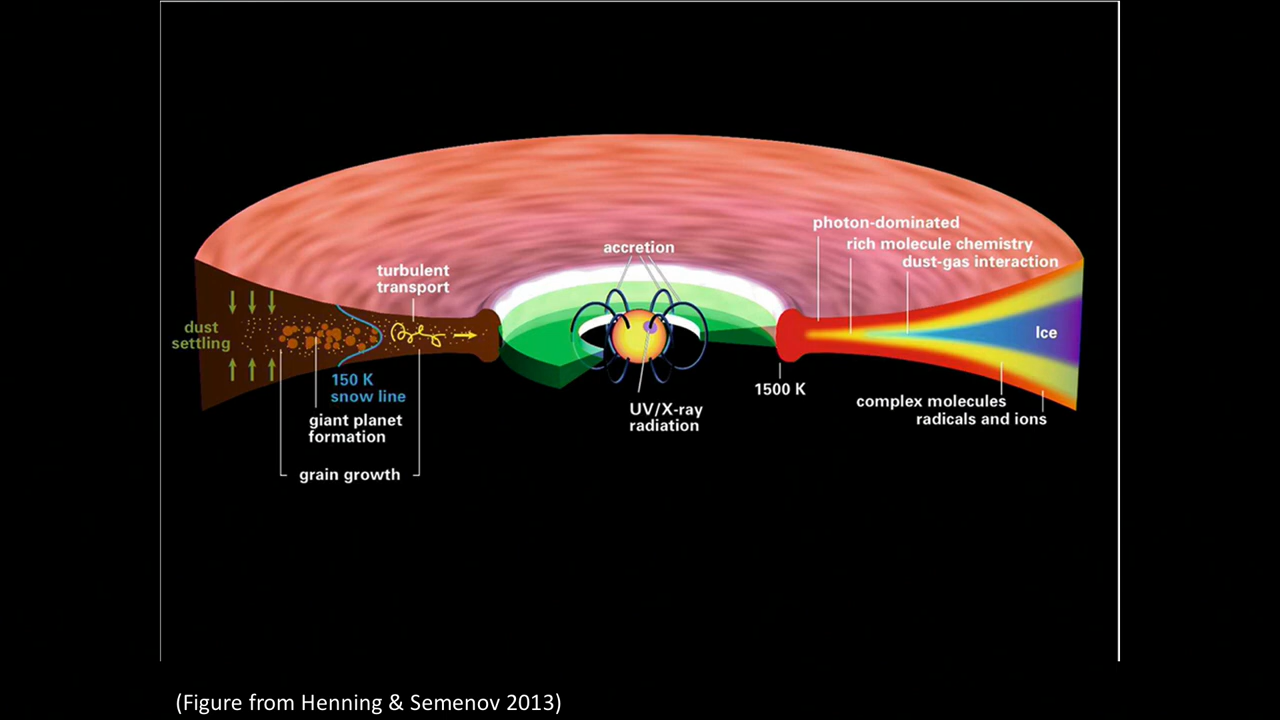 photon-dominated
rich molecule chemistry
dust-gas interaction
accretion
turbulent
transport
dust
settling
Ice
150 K
snow line
1500 K
giant planet
formation
UV/X-ray
radiation
complex molecules
radicals and ions
grain growth
(Figure from Henning & Semenov 2013)